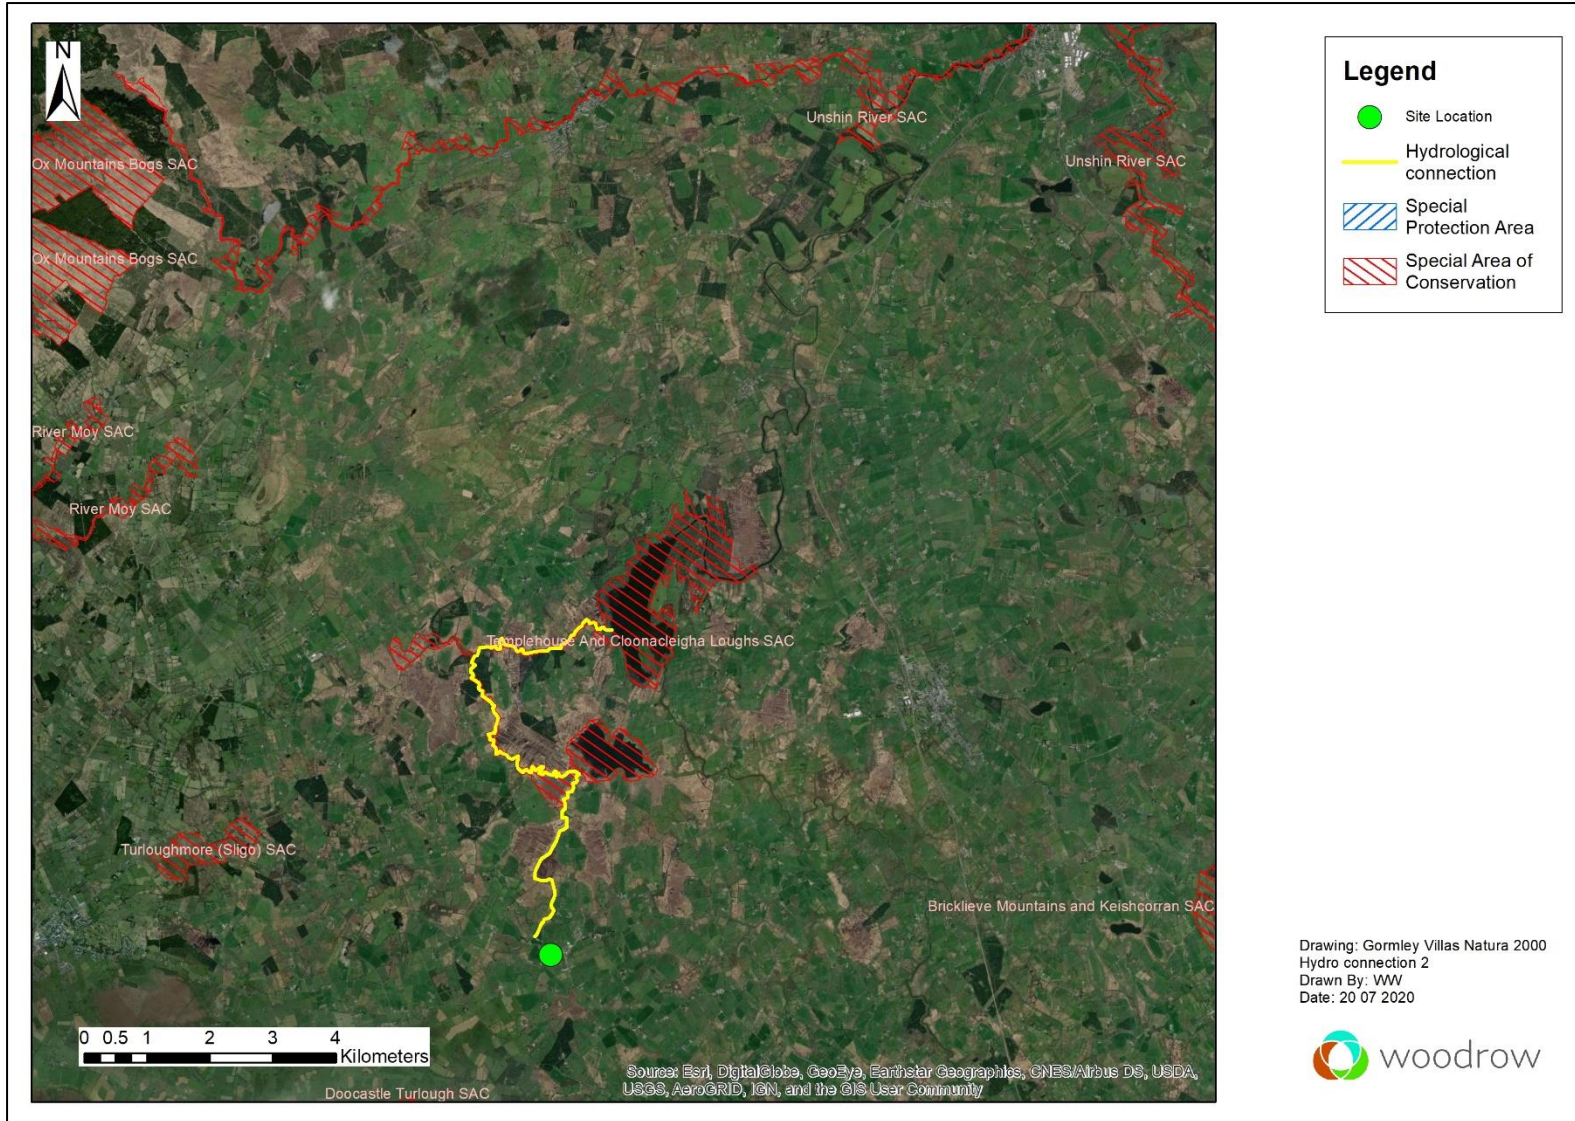 N
Unshin River SAC
Unshin River SAC
Ox Mountains Bogs SAC
Ox Mountains Bogs SAC
River Moy SAC
River Moy SAC
Templehouse And Cloonacleigha Loughs SAC
Turloughmore (Sligo) SAC
Bricklieve Mountains and Keishcorran SAC
0 0.5 1 2 3 4
Kilometers
Source: Esri, DigitalGlobe, GeoEye, Earthstar Geographics, CNES/Airbus DS, USDA,
USGS, AeroGRID, IGN, and the GIS User Community
Doocastle Turlough SAC
Legend
Site Location
Hydrological
connection
Special
Protection Area
Special Area of
Conservation
Drawing: Gormley Villas Natura 2000
Hydro connection 2
Drawn By: WW
Date: 20 07 2020
woodrow